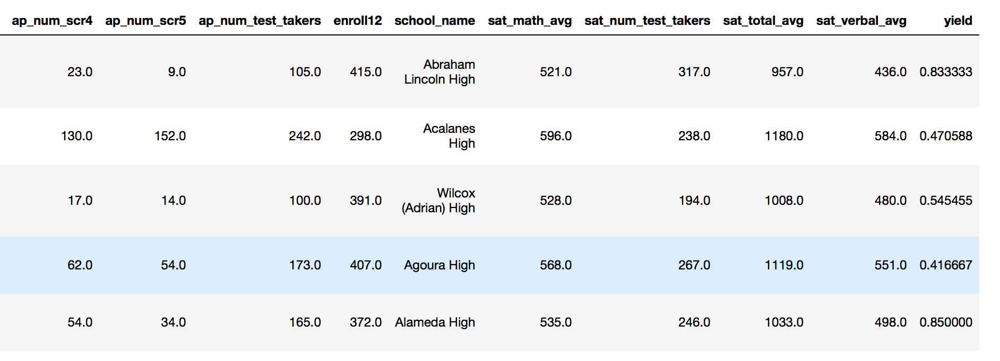 ap_num_scr4 ap_num_scr5 ap_num_test_takers enroll12 school_name sat_math_avg sat_num_test_takers sat_total_avg sat_verbal_avg yield
23.0 9.0 105.0 415.0 Abraham Lincoln High 521.0 317.0 957.0 436.0 0.833333
130.0 152.0 242.0 298.0 Acalanes High 596.0 238.0 1180.0 584.0 0.470588
17.0 14.0 100.0 391.0 Wilcox (Adrian) High 528.0 194.0 1008.0 480.0 0.545455
62.0 54.0 173.0 407.0 Agoura High 568.0 267.0 1119.0 551.0 0.416667
54.0 34.0 165.0 372.0 Alameda High 535.0 246.0 1033.0 498.0 0.850000